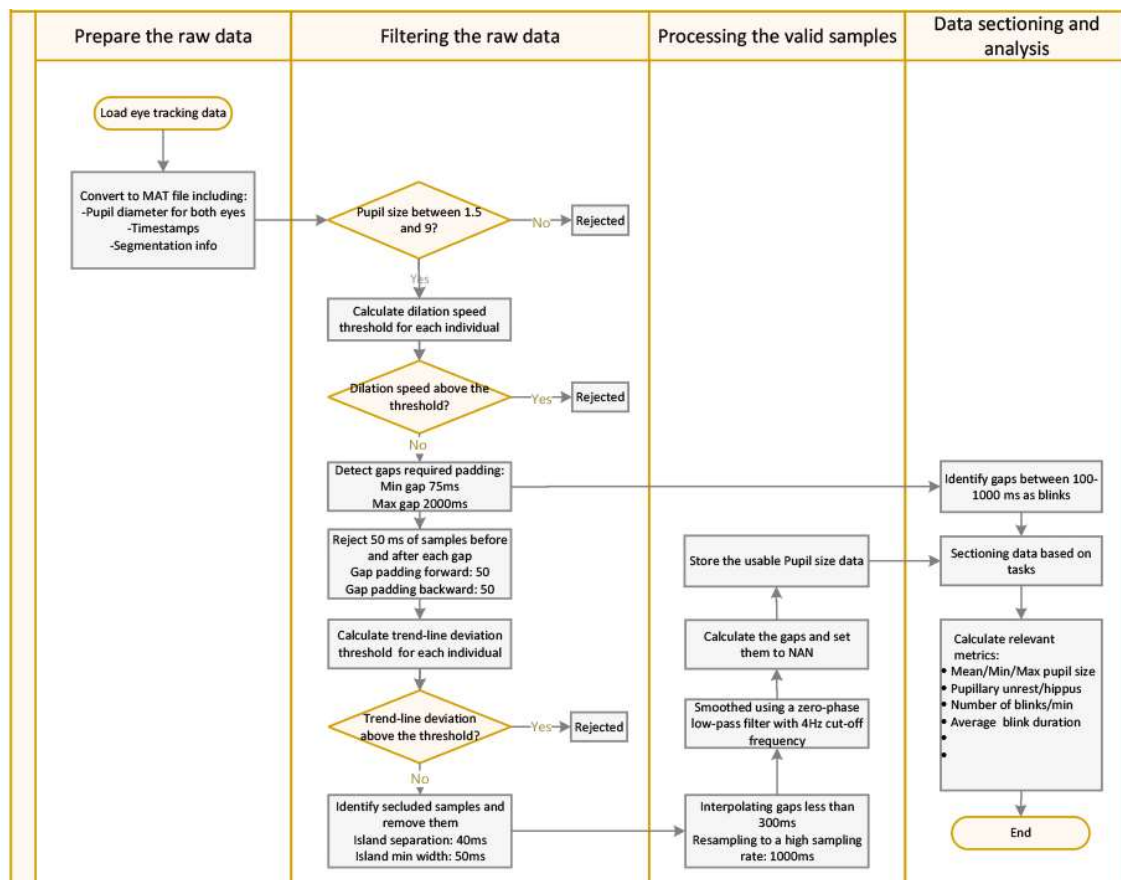 Prepare the raw data
Filtering the raw data
Processing the valid samples
Data sectioning and
analysis
Load eye tracking data
Convert to MAT file including:
-Pupil diameter for both eyes
-Timestamps
-Segmentation info
Pupil size between 1.5
and 9?
No
Rejected
Yes
Calculate dilation speed
threshold for each individual
Dilation speed above the
threshold?
Yes
Rejected
No
Detect gaps required padding:
Min gap 75ms
Max gap 2000ms
Reject 50 ms of samples before
and after each gap
Gap padding forward: 50
Gap padding backward: 50
Calculate trend-line deviation
threshold for each individual
Trend-line deviation
above the threshold?
Yes
Rejected
No
Identify secluded samples and
remove them
Island separation: 40ms
Island min width: 50ms
Interpolating gaps less than
300ms
Resampling to a high sampling
rate: 1000ms
Smoothed using a zero-phase
low-pass filter with 4Hz cut-off
frequency
Calculate the gaps and set
them to NAN
Store the usable Pupil size data
Identify gaps between 100-
1000 ms as blinks
Sectioning data based on
tasks
Calculate relevant
metrics:
• Mean/Min/Max pupil size
• Pupillary unrest/hippus
• Number of blinks/min
• Average blink duration
•
•
End